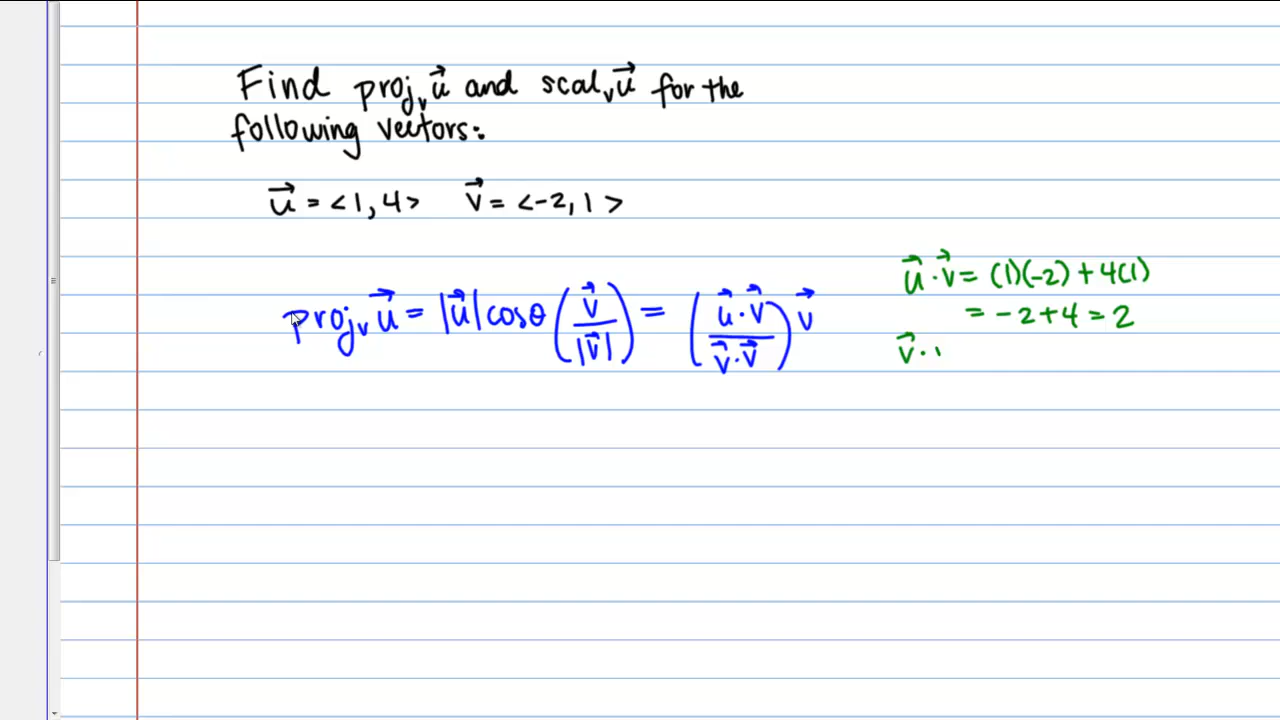 Find proj_v u⃗ and scal_v u⃗ for the
following vectors:
u⃗ = <1, 4>   v⃗ = <-2, 1>
proj_v u⃗ = |u⃗| cosθ (v⃗/|v⃗|) = (u⃗·v⃗/v⃗·v⃗) v⃗
u⃗·v⃗ = (1)(-2) + 4(1)
= -2+4 = 2
v⃗·